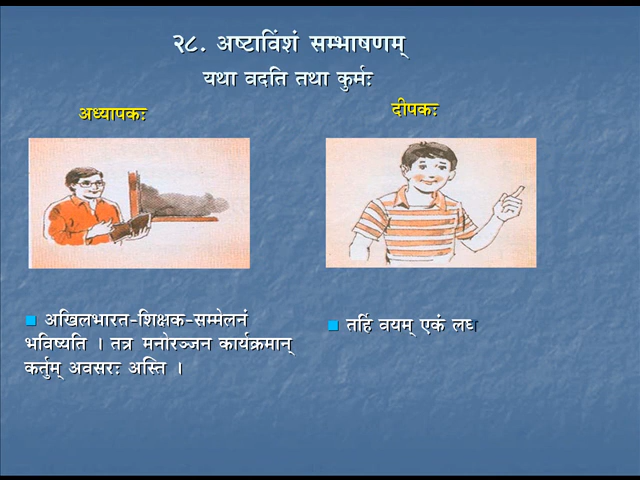 २८. अष्टाविंशं सम्भाषणम्
यथा वदति तथा कुर्मः
अध्यापकः
दीपकः
अखिलभारत-शिक्षक-सम्मेलनं
भविष्यति । तत्र मनोरञ्जन कार्यक्रमान्
कर्तुम् अवसरः अस्ति ।
तर्हि वयम् एकं लघ